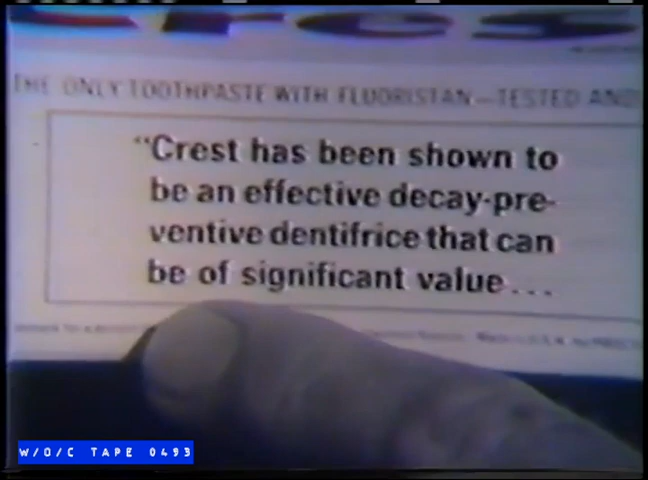 Crest
THE ONLY TOOTHPASTE WITH FLUORISTAN—TESTED AND
“Crest has been shown to
be an effective decay-pre-
ventive dentifrice that can
be of significant value...
W/O/C TAPE 0493